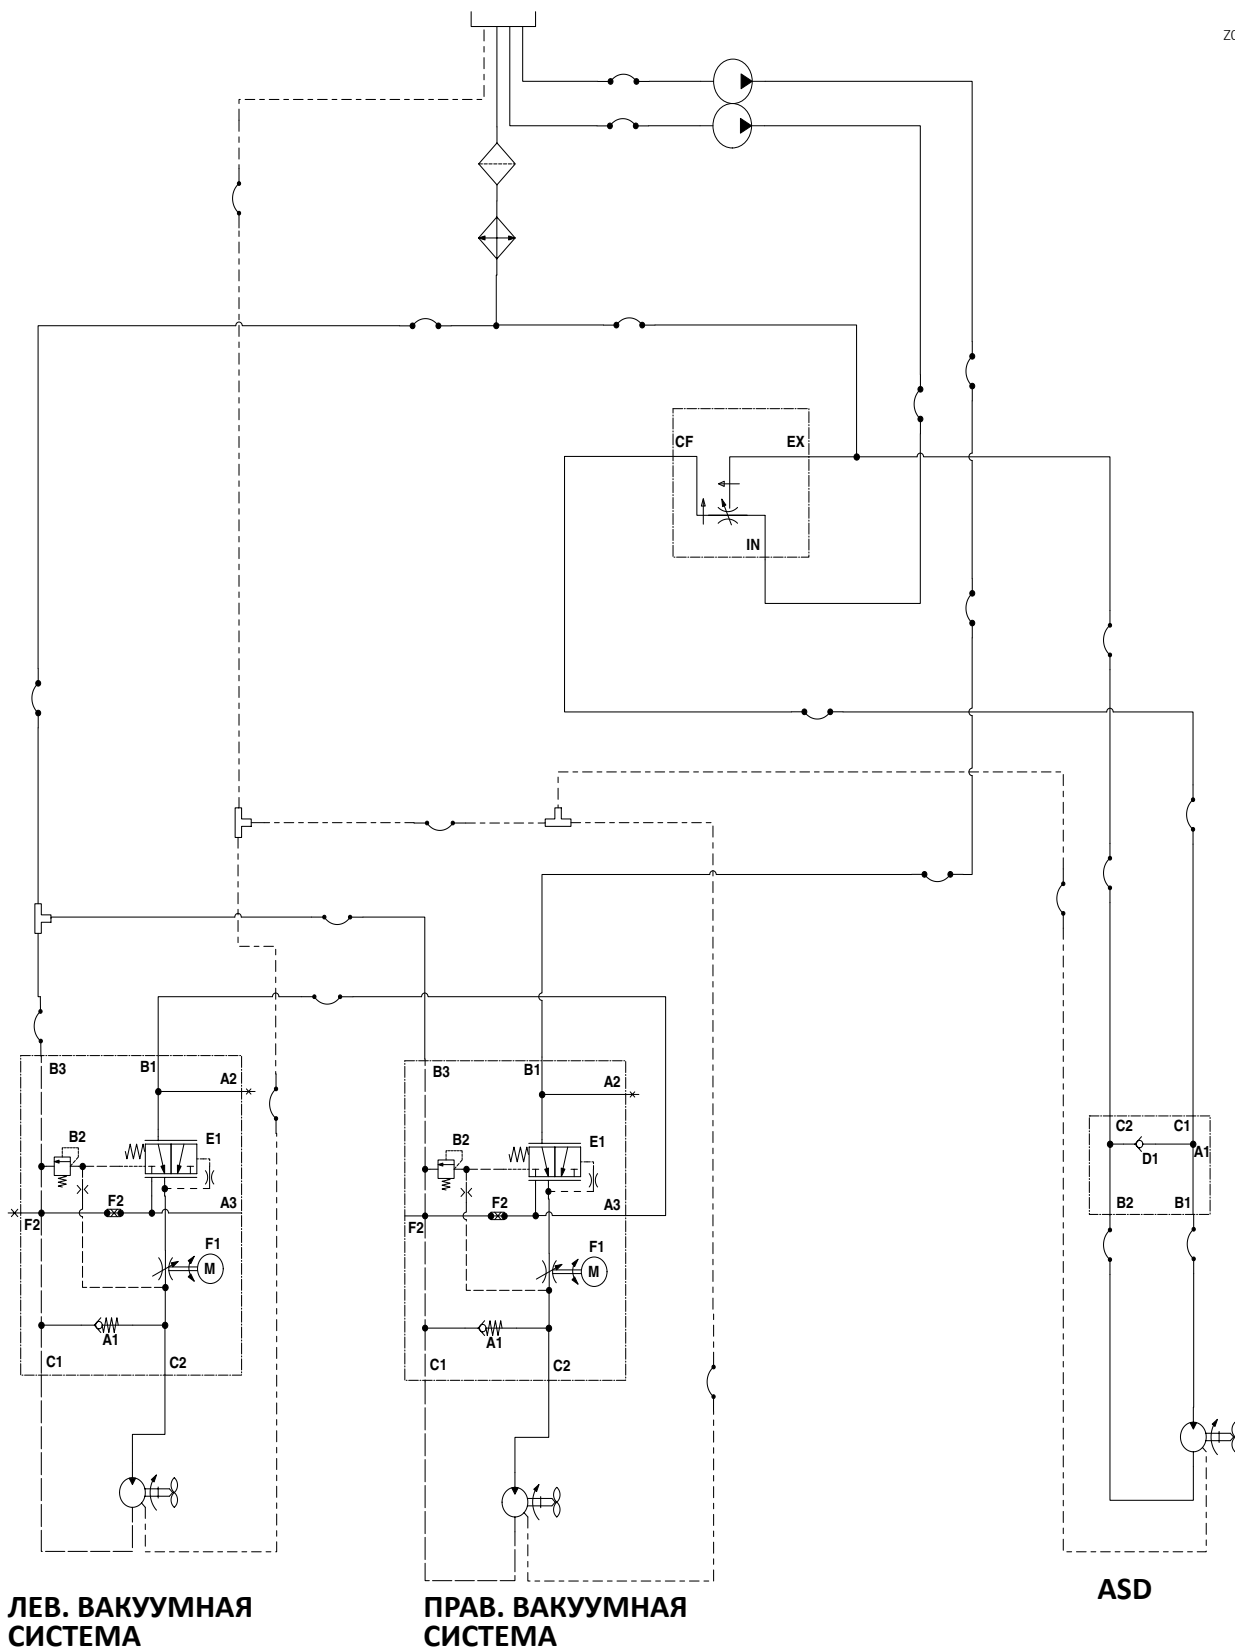 ZC
CF EX
IN
B3 B1
A2
B2
E1
F2
A3
F2
F1
M
A1
C1 C2
B3 B1
A2
B2
E1
F2
A3
F2
F1
M
A1
C1 C2
C2 C1
D1 A1
B2 B1
ЛЕВ. ВАКУУМНАЯ
СИСТЕМА
ПРАВ. ВАКУУМНАЯ
СИСТЕМА
ASD